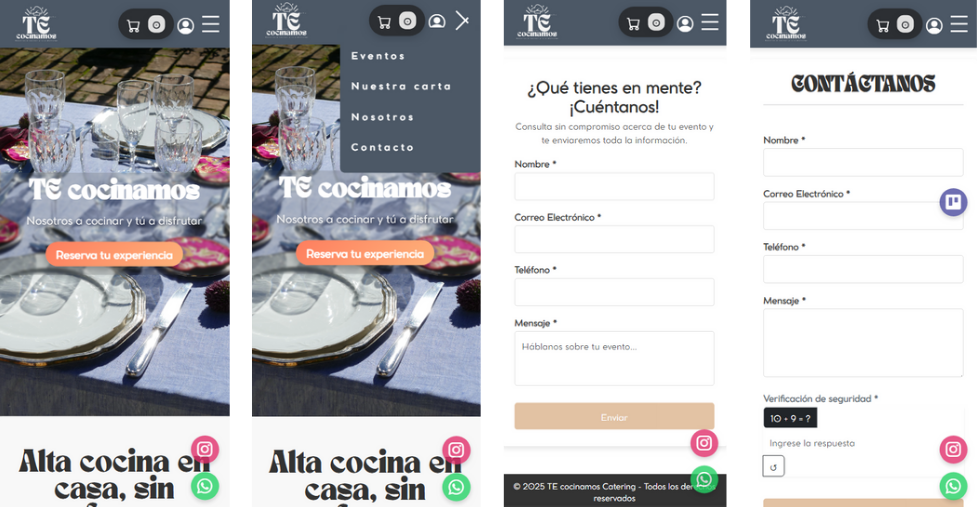 TE
cocinamos
0
TE cocinamos
Nosotros a cocinar y tú a disfrutar
Reserva tu experiencia
Alta cocina en
casa, sin
TE
cocinamos
0
Eventos
Nuestra carta
Nosotros
Contacto
TE cocinamos
Nosotros a cocinar y tú a disfrutar
Reserva tu experiencia
Alta cocina en
casa, sin
TE
cocinamos
0
¿Qué tienes en mente?
¡Cuéntanos!
Consulta sin compromiso acerca de tu evento y
te enviaremos toda la información.
Nombre *
Correo Electrónico *
Teléfono *
Mensaje *
Háblanos sobre tu evento...
Enviar
© 2025 TE cocinamos Catering - Todos los
reservados
TE
cocinamos
0
CONTÁCTANOS
Nombre *
Correo Electrónico *
Teléfono *
Mensaje *
Verificación de seguridad *
10 + 9 = ?
Ingrese la respuesta